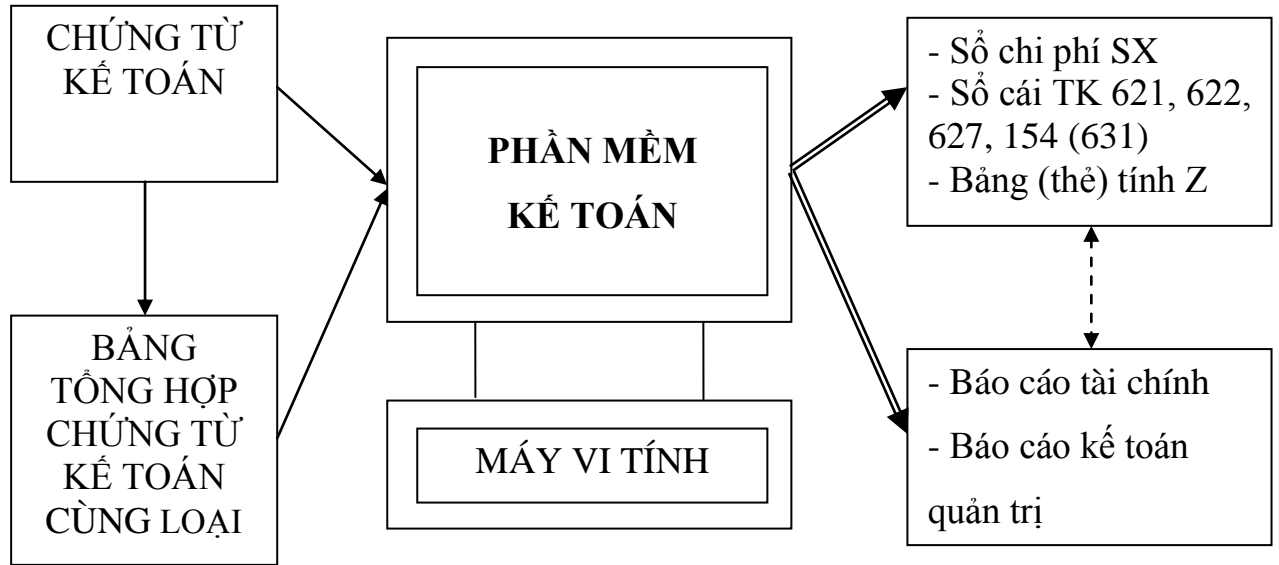 CHỨNG TỪ
KẾ TOÁN
BẢNG
TỔNG HỢP
CHỨNG TỪ
KẾ TOÁN
CÙNG LOẠI
PHẦN MỀM
KẾ TOÁN
MÁY VI TÍNH
- Sổ chi phí SX
- Sổ cái TK 621, 622,
627, 154 (631)
- Bảng (thẻ) tính Z
- Báo cáo tài chính
- Báo cáo kế toán
quản trị